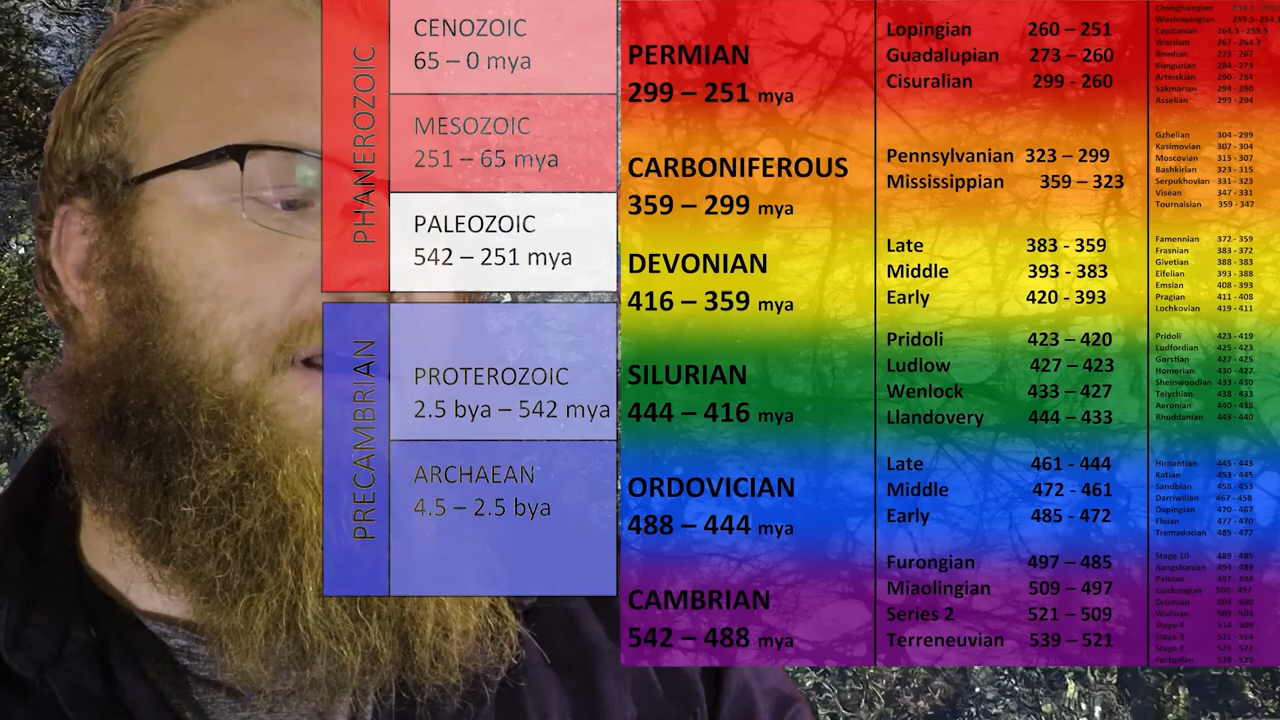 PHANEROZOIC
CENOZOIC
65 – 0 mya
MESOZOIC
251 – 65 mya
PALEOZOIC
542 – 251 mya
PRECAMBRIAN
PROTEROZOIC
2.5 bya – 542 mya
ARCHAEAN
4.5 – 2.5 bya
PERMIAN
299 – 251 mya
CARBONIFEROUS
359 – 299 mya
DEVONIAN
416 – 359 mya
SILURIAN
444 – 416 mya
ORDOVICIAN
488 – 444 mya
CAMBRIAN
542 – 488 mya
Lopingian 260 – 251
Guadalupian 273 – 260
Cisuralian 299 - 260
Pennsylvanian 323 – 299
Mississippian 359 – 323
Late 383 - 359
Middle 393 - 383
Early 420 - 393
Pridoli 423 – 420
Ludlow 427 – 423
Wenlock 433 – 427
Llandovery 444 – 433
Late 461 - 444
Middle 472 - 461
Early 485 - 472
Furongian 497 – 485
Miaolingian 509 – 497
Series 2 521 – 509
Terreneuvian 539 – 521
Changhsingian
Wuchiapingian 259.5- 254.1
Capitanian 264.3 - 259.5
Wordian 267 - 264.3
Roadian 273 - 267
Kungurian 284 - 273
Artinskian 290 - 284
Sakmarian 294 - 290
Asselian 299 - 294
Gzhelian 304 - 299
Kasimovian 307 - 304
Moscovian 315 - 307
Bashkirian 323 - 315
Serpukhovian 331 - 323
Visean 347 - 331
Tournaisian 359 - 347
Famennian 372 - 359
Frasnian 383 - 372
Givetian 388 - 383
Eifelian 393 - 388
Emsian 408 - 393
Pragian 411 - 408
Lochkovian 419 - 411
Pridoli 423 - 419
Ludfordian 425 - 423
Gorstian 427 - 425
Homerian 430 - 427
Sheinwoodian 433 - 430
Telychian 438 - 433
Aeronian 440 - 438
Rhuddanian 443 - 440
Hirnantian 445 - 443
Katian 453 - 445
Sandbian 458 - 453
Darriwilian 467 - 458
Dapingian 470 - 467
Floian 477 - 470
Tremadocian 485 - 477
Stage 10 489 - 485
Jiangshanian 494 - 489
Paibian 497 - 494
Guzhangian 500 - 497
Drumian 504 - 500
Wuliuan 509 - 504
Stage 4 514 - 509
Stage 3 521 - 514
Stage 2 529 - 521
Fortunian 538 - 529